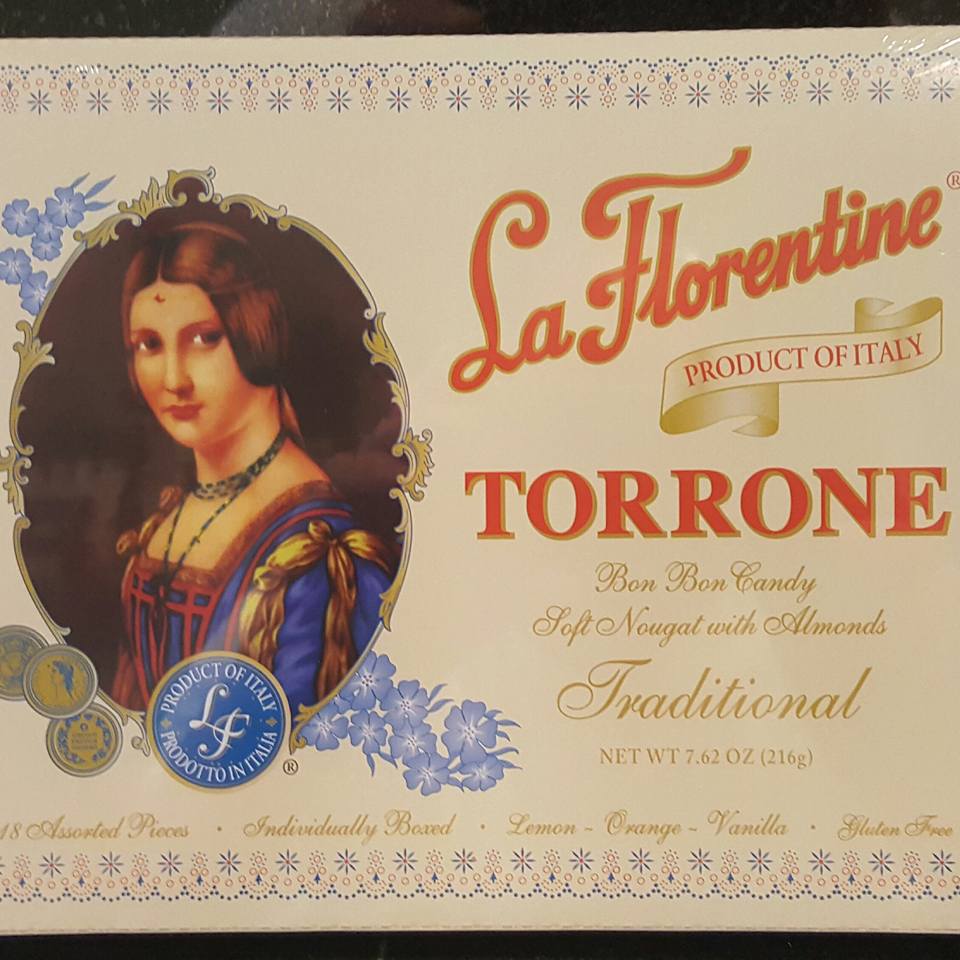 La Florentine®
PRODUCT OF ITALY
TORRONE
Bon Bon Candy
Soft Nougat with Almonds
Traditional
NET WT 7.62 OZ (216g)
PRODUCT OF ITALY
LF
PRODOTTO IN ITALIA
®
18 Assorted Pieces · Individually Boxed · Lemon ~ Orange ~ Vanilla · Gluten Free